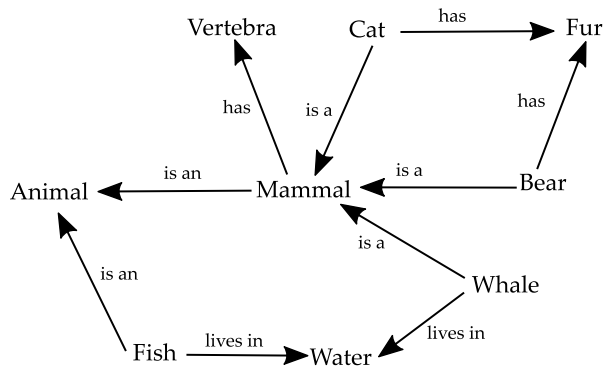 Vertebra
Cat
has
Fur
has
is a
has
Animal
is an
Mammal
is a
Bear
is a
is an
Whale
Fish
lives in
Water
lives in